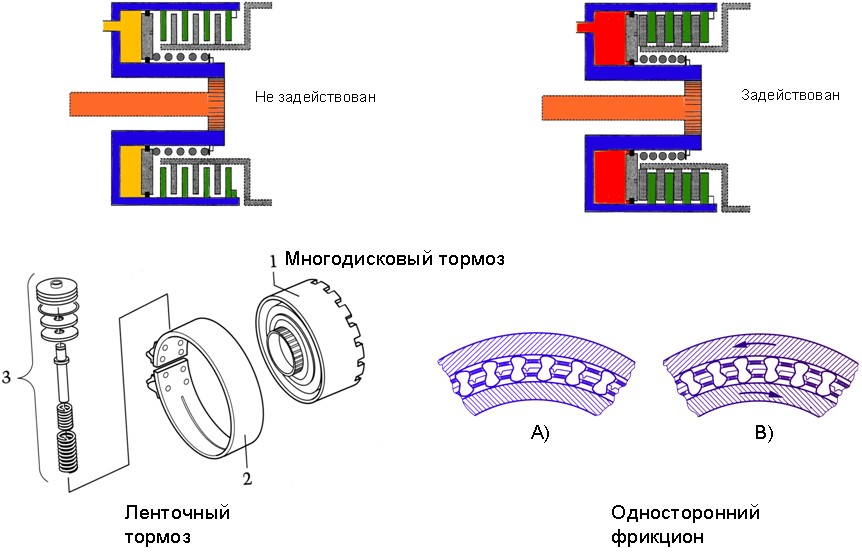 Не задействован
Задействован
Многодисковый тормоз
1
3
2
А)
В)
Ленточный
тормоз
Односторонний
фрикцион